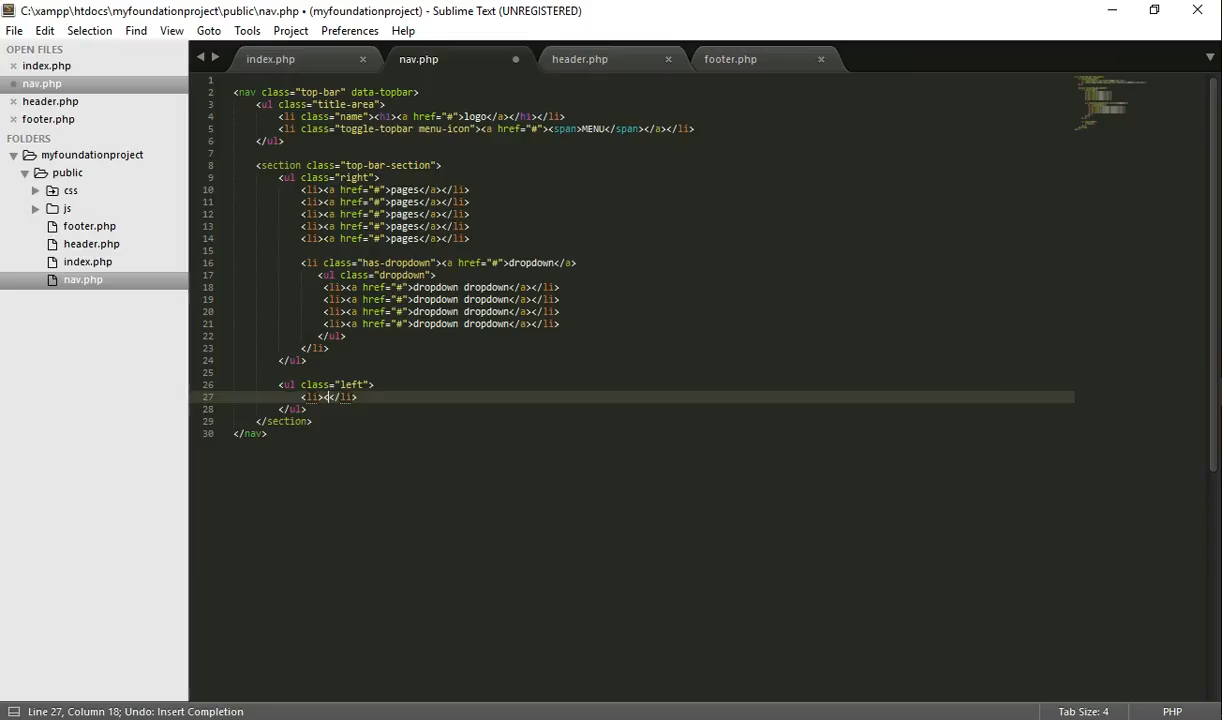 C:\xampp\htdocs\myfoundationproject\public\nav.php • (myfoundationproject) - Sublime Text (UNREGISTERED)
File Edit Selection Find View Goto Tools Project Preferences Help
OPEN FILES
index.php
nav.php
header.php
footer.php
FOLDERS
myfoundationproject
public
css
js
footer.php
header.php
index.php
nav.php
index.php nav.php header.php footer.php
1
2 <nav class="top-bar" data-topbar>
3 <ul class="title-area">
4 <li class="name"><h1><a href="#">logo</a></h1></li>
5 <li class="toggle-topbar menu-icon"><a href="#"><span>MENU</span></a></li>
6 </ul>
7
8 <section class="top-bar-section">
9 <ul class="right">
10 <li><a href="#">pages</a></li>
11 <li><a href="#">pages</a></li>
12 <li><a href="#">pages</a></li>
13 <li><a href="#">pages</a></li>
14 <li><a href="#">pages</a></li>
15
16 <li class="has-dropdown"><a href="#">dropdown</a>
17 <ul class="dropdown">
18 <li><a href="#">dropdown dropdown</a></li>
19 <li><a href="#">dropdown dropdown</a></li>
20 <li><a href="#">dropdown dropdown</a></li>
21 <li><a href="#">dropdown dropdown</a></li>
22 </ul>
23 </li>
24 </ul>
25
26 <ul class="left">
27 <li><</li>
28 </ul>
29 </section>
30 </nav>
Line 27, Column 18; Undo: Insert Completion
Tab Size: 4 PHP